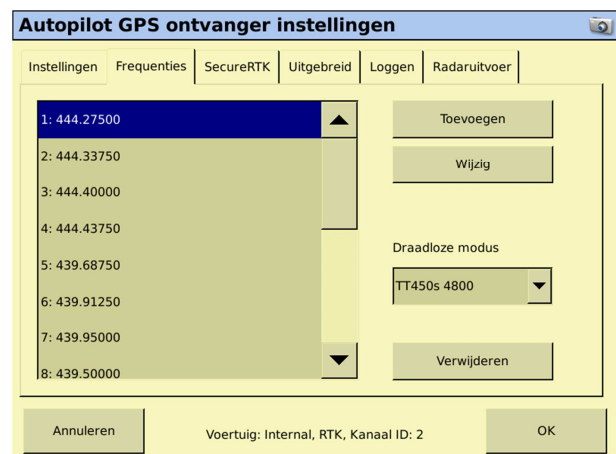 Autopilot GPS ontvanger instellingen
Instellingen Frequenties SecureRTK Uitgebreid Loggen Radaruitvoer
1: 444.27500
2: 444.33750
3: 444.40000
4: 444.43750
5: 439.68750
6: 439.91250
7: 439.95000
8: 439.50000
Toevoegen
Wijzig
Draadloze modus
TT450s 4800
Verwijderen
Annuleren
Voertuig: Internal, RTK, Kanaal ID: 2
OK